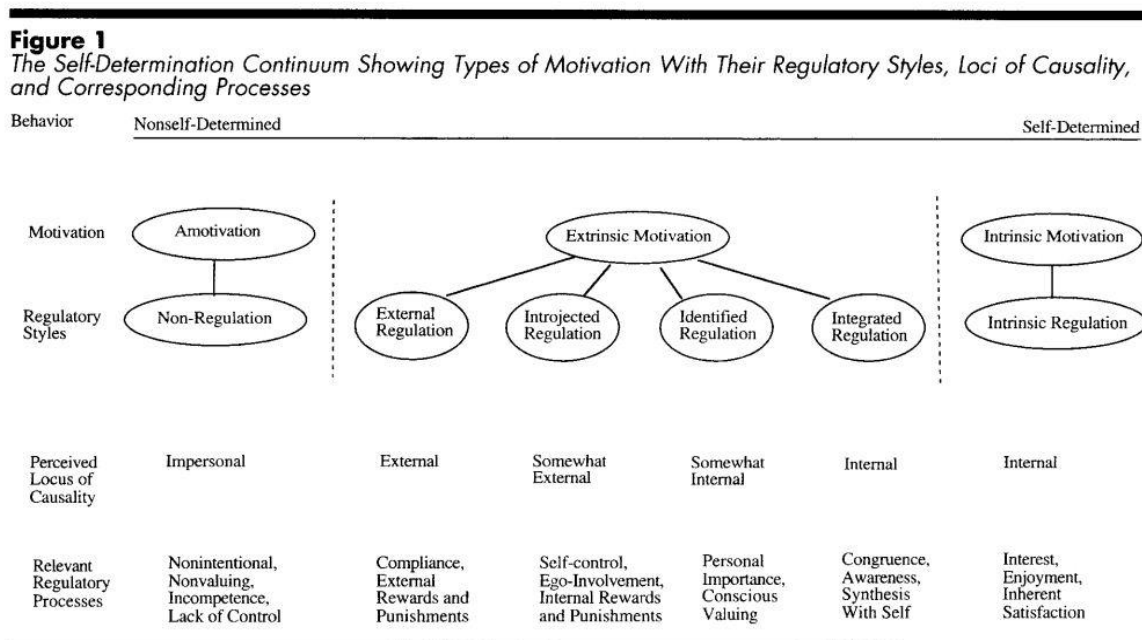 Figure 1
The Self-Determination Continuum Showing Types of Motivation With Their Regulatory Styles, Loci of Causality,
and Corresponding Processes
Behavior Nonself-Determined Self-Determined
Motivation Amotivation Extrinsic Motivation Intrinsic Motivation
Regulatory
Styles
Non-Regulation
External
Regulation
Introjected
Regulation
Identified
Regulation
Integrated
Regulation
Intrinsic Regulation
Perceived
Locus of
Causality
Impersonal
External
Somewhat
External
Somewhat
Internal
Internal
Internal
Relevant
Regulatory
Processes
Nonintentional,
Nonvaluing,
Incompetence,
Lack of Control
Compliance,
External
Rewards and
Punishments
Self-control,
Ego-Involvement,
Internal Rewards
and Punishments
Personal
Importance,
Conscious
Valuing
Congruence,
Awareness,
Synthesis
With Self
Interest,
Enjoyment,
Inherent
Satisfaction